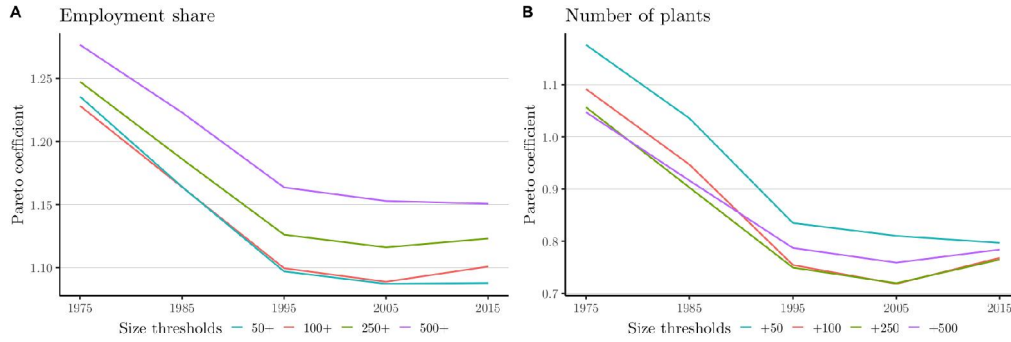 A Employment share
Pareto coefficient
1.25
1.20
1.15
1.10
1975 1985 1995 2005 2015
Size thresholds 50+ 100+ 250+ 500+
B Number of plants
Pareto coefficient
1.1
1.0
0.9
0.8
0.7
1975 1985 1995 2005 2015
Size thresholds +50 +100 +250 +500